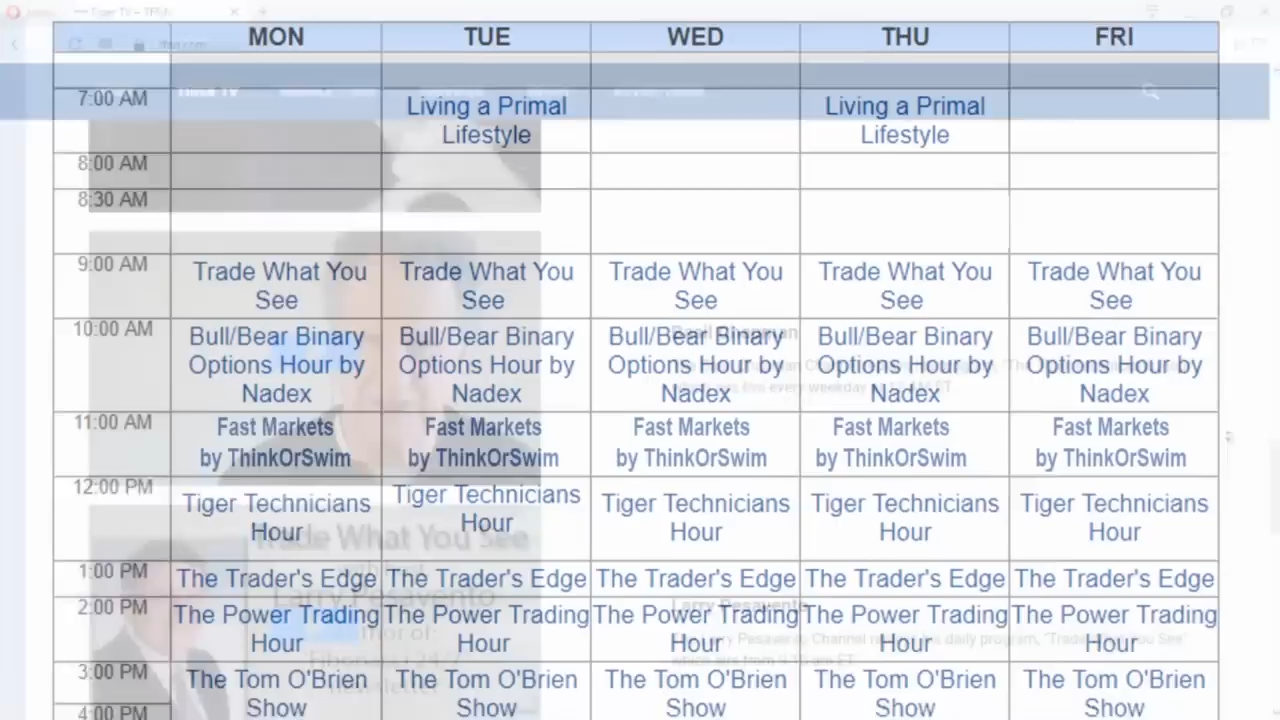 MON TUE WED THU FRI
7:00 AM
Living a Primal
Lifestyle
Living a Primal
Lifestyle
8:00 AM
8:30 AM
9:00 AM
Trade What You
See
Trade What You
See
Trade What You
See
Trade What You
See
Trade What You
See
10:00 AM
Bull/Bear Binary
Options Hour by
Nadex
Bull/Bear Binary
Options Hour by
Nadex
Bull/Bear Binary
Options Hour by
Nadex
Bull/Bear Binary
Options Hour by
Nadex
Bull/Bear Binary
Options Hour by
Nadex
11:00 AM
Fast Markets
by ThinkOrSwim
Fast Markets
by ThinkOrSwim
Fast Markets
by ThinkOrSwim
Fast Markets
by ThinkOrSwim
Fast Markets
by ThinkOrSwim
12:00 PM
Tiger Technicians
Hour
Tiger Technicians
Hour
Tiger Technicians
Hour
Tiger Technicians
Hour
Tiger Technicians
Hour
Trade What You See
1:00 PM
The Trader's Edge
The Trader's Edge
The Trader's Edge
The Trader's Edge
The Trader's Edge
Larry Pesavento
2:00 PM
The Power Trading
Hour
The Power Trading
Hour
The Power Trading
Hour
The Power Trading
Hour
The Power Trading
Hour
Larry Pesavento
3:00 PM
The Tom O'Brien
Show
The Tom O'Brien
Show
The Tom O'Brien
Show
The Tom O'Brien
Show
The Tom O'Brien
Show
4:00 PM